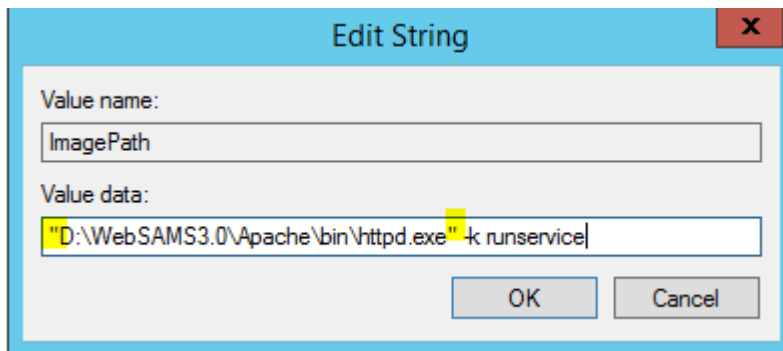 Edit String
x
Value name:
ImagePath
Value data:
"D:\WebSAMS3.0\Apache\bin\httpd.exe" -k runservice
OK Cancel